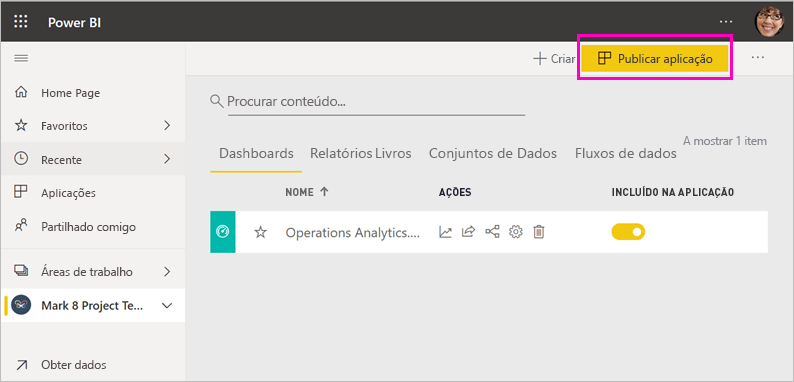 Power BI
Criar
Publicar aplicação
Home Page
Procurar conteúdo...
Favoritos
A mostrar 1 item
Recente
Dashboards Relatórios Livros Conjuntos de Dados Fluxos de dados
Aplicações
NOME AÇÕES INCLUÍDO NA APLICAÇÃO
Partilhado comigo
Operations Analytics....
Áreas de trabalho
Mark 8 Project Te...
Obter dados